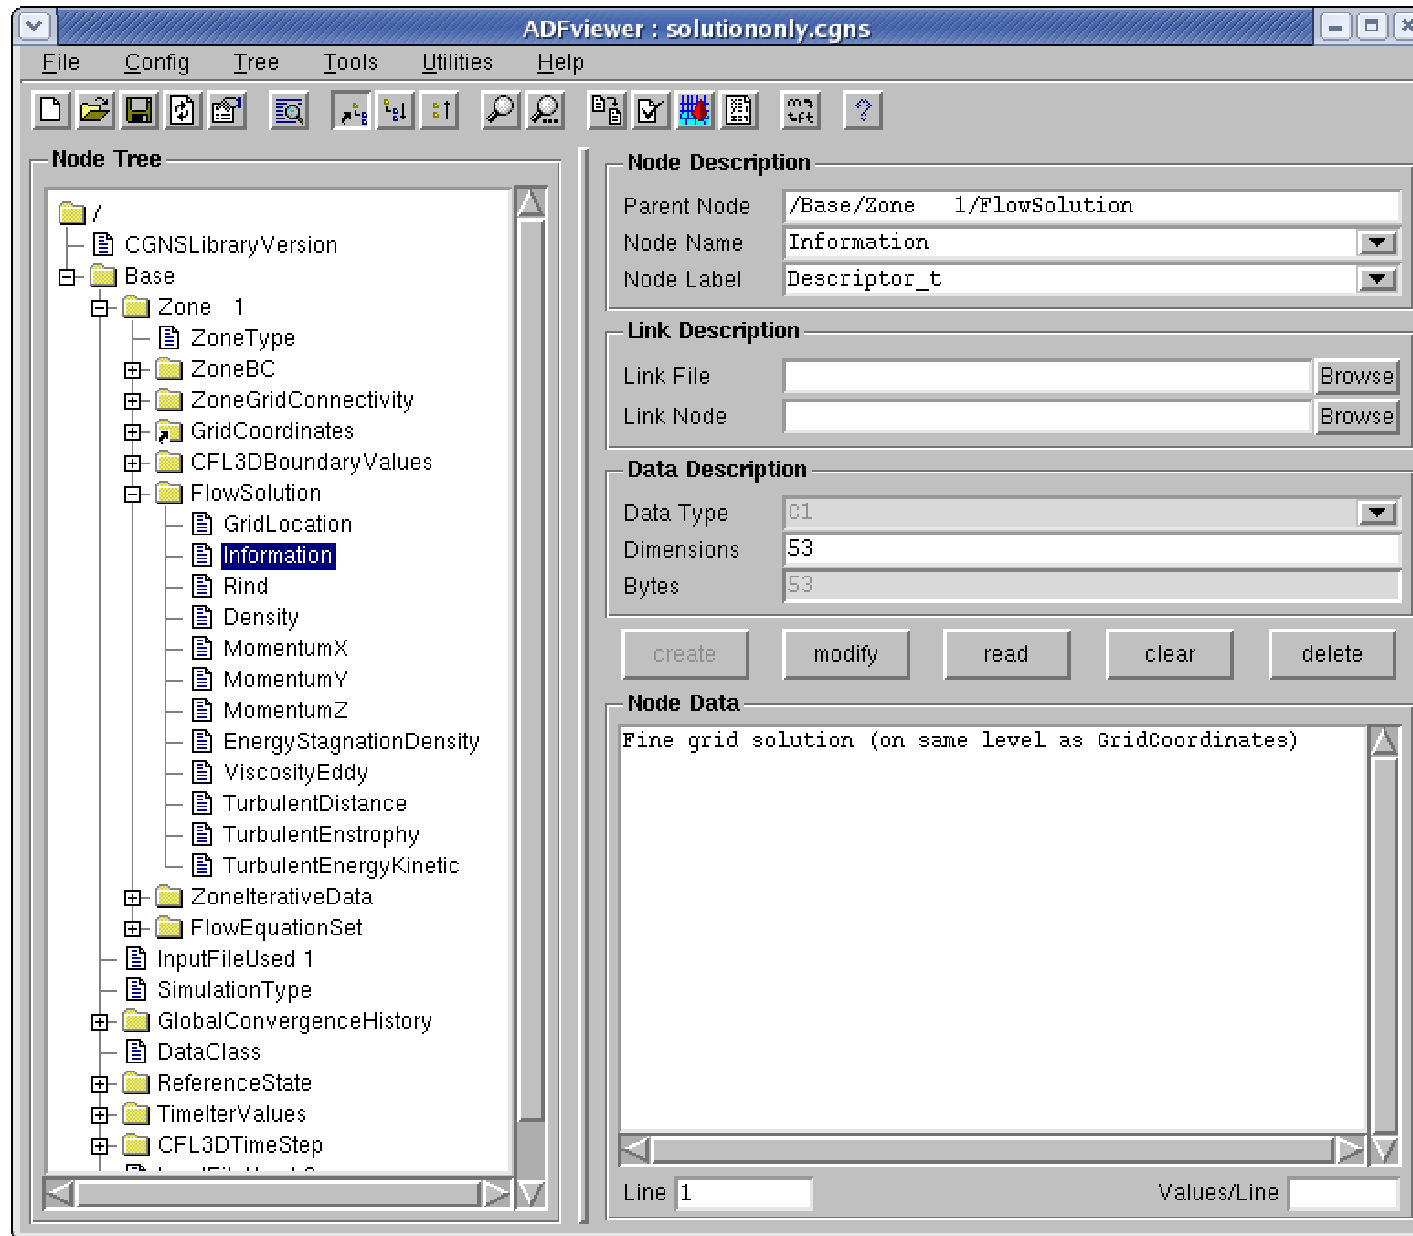 ADFviewer : solutiononly.cgns
File Config Tree Tools Utilities Help
Node Tree
/
CGNSLibraryVersion
Base
Zone   1
ZoneType
ZoneBC
ZoneGridConnectivity
GridCoordinates
CFL3DBoundaryValues
FlowSolution
GridLocation
Information
Rind
Density
MomentumX
MomentumY
MomentumZ
EnergyStagnationDensity
ViscosityEddy
TurbulentDistance
TurbulentEnstrophy
TurbulentEnergyKinetic
ZoneIterativeData
FlowEquationSet
InputFileUsed 1
SimulationType
GlobalConvergenceHistory
DataClass
ReferenceState
TimeIterValues
CFL3DTimeStep
Node Description
Parent Node /Base/Zone   1/FlowSolution
Node Name Information
Node Label Descriptor_t
Link Description
Link File Browse
Link Node Browse
Data Description
Data Type C1
Dimensions 53
Bytes 53
create modify read clear delete
Node Data
Fine grid solution (on same level as GridCoordinates)
Line 1 Values/Line